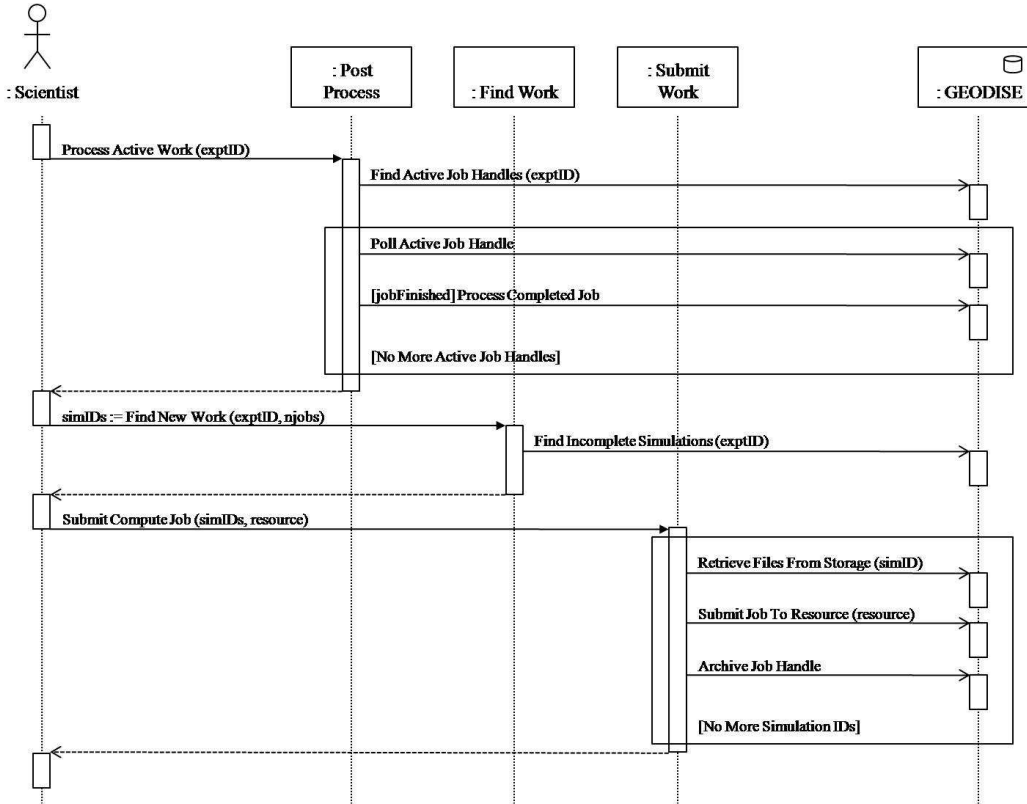 : Scientist
: Post
Process
: Find Work
: Submit
Work
: GEODISE
Process Active Work (exptID)
Find Active Job Handles (exptID)
Poll Active Job Handle
[jobFinished] Process Completed Job
[No More Active Job Handles]
simIDs := Find New Work (exptID, njobs)
Find Incomplete Simulations (exptID)
Submit Compute Job (simIDs, resource)
Retrieve Files From Storage (simID)
Submit Job To Resource (resource)
Archive Job Handle
[No More Simulation IDs]